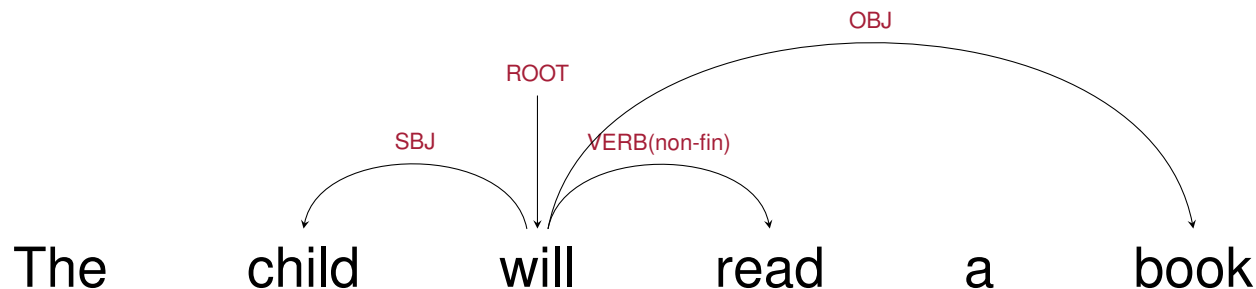 OBJ
ROOT
SBJ VERB(non-fin)
The child will read a book